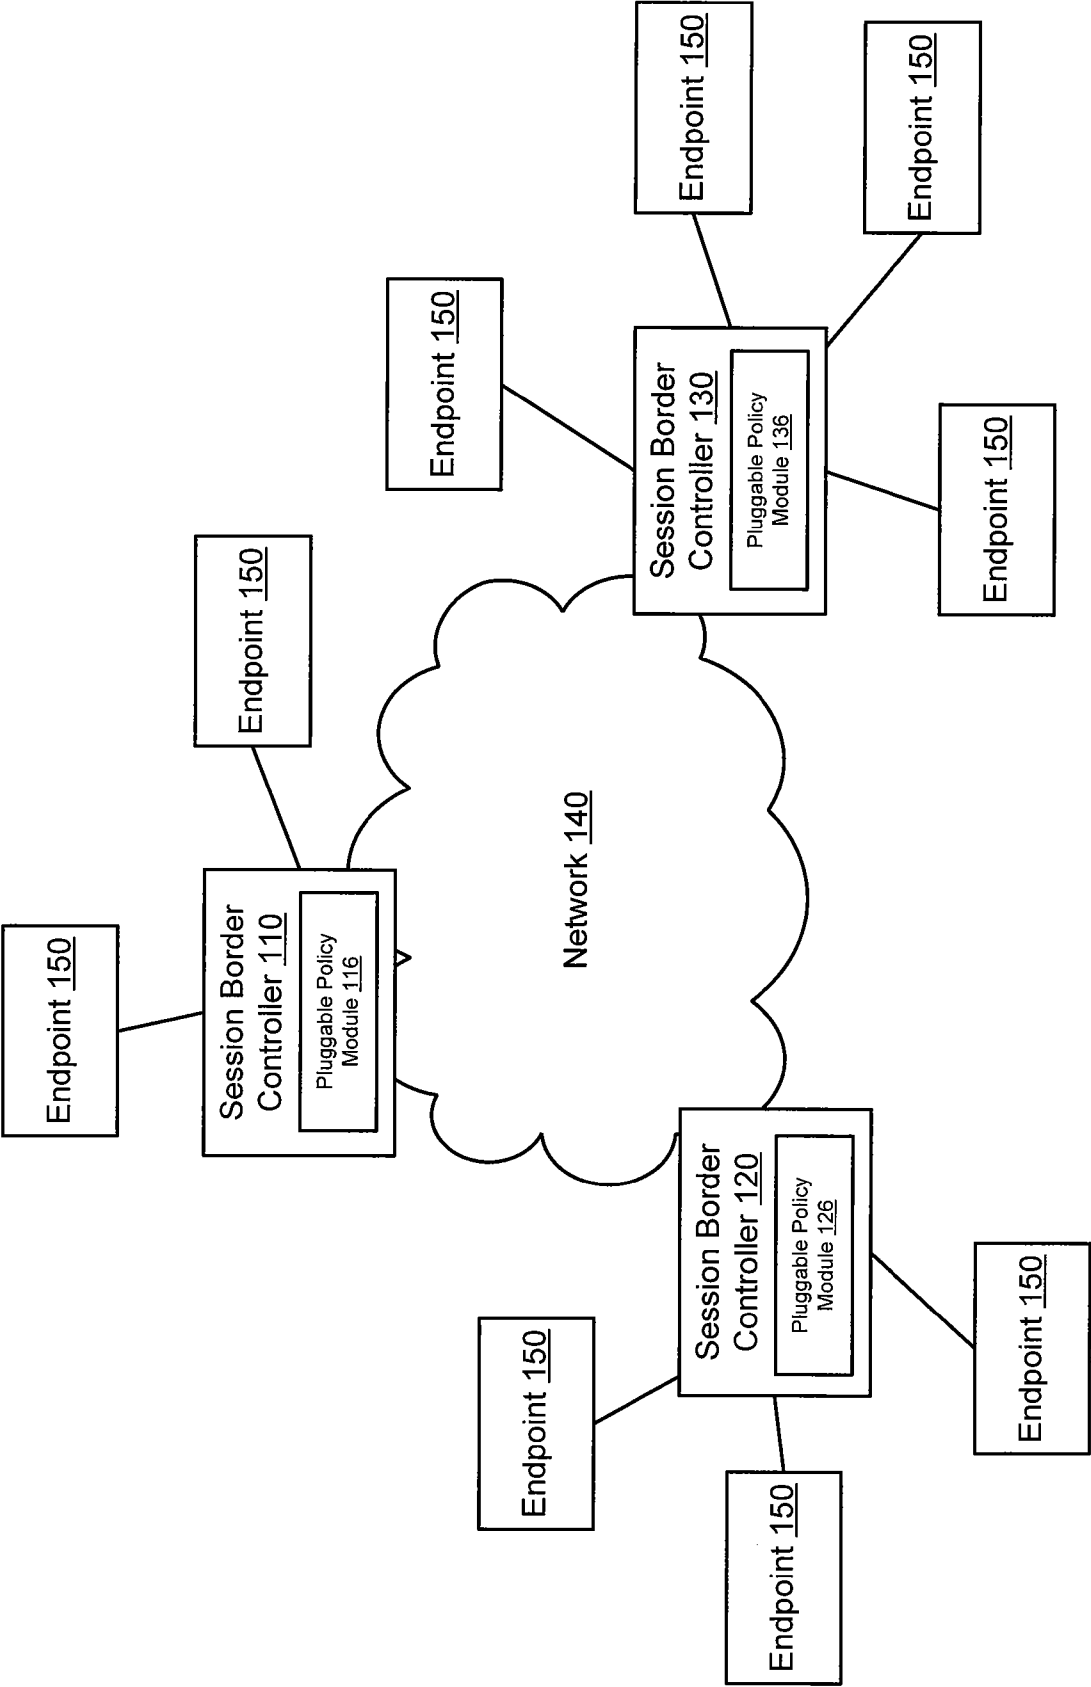 Endpoint 150
Endpoint 150
Session Border
Controller 110
Pluggable Policy
Module 116
Endpoint 150
Endpoint 150
Network 140
Session Border
Controller 130
Pluggable Policy
Module 136
Endpoint 150
Session Border
Controller 120
Pluggable Policy
Module 126
Endpoint 150
Endpoint 150
Endpoint 150
Endpoint 150